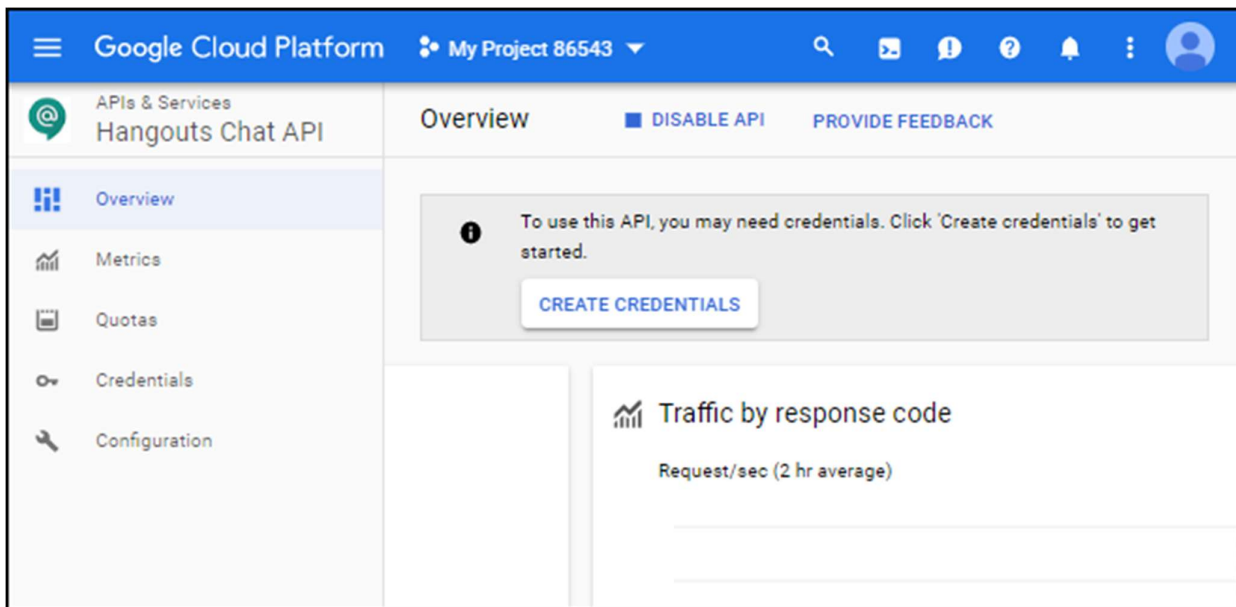 Google Cloud Platform
My Project 86543
APIs & Services
Hangouts Chat API
Overview
DISABLE API
PROVIDE FEEDBACK
Overview
Metrics
Quotas
Credentials
Configuration
To use this API, you may need credentials. Click 'Create credentials' to get
started.
CREATE CREDENTIALS
Traffic by response code
Request/sec (2 hr average)